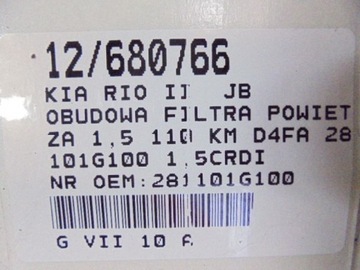 12/680766
KIA RIO II JB
OBUDOWA FILTRA POWIET
ZA 1,5 110 KM D4FA 28
101G100 1,5CRDI
NR OEM:281101G100
G VII 10 A